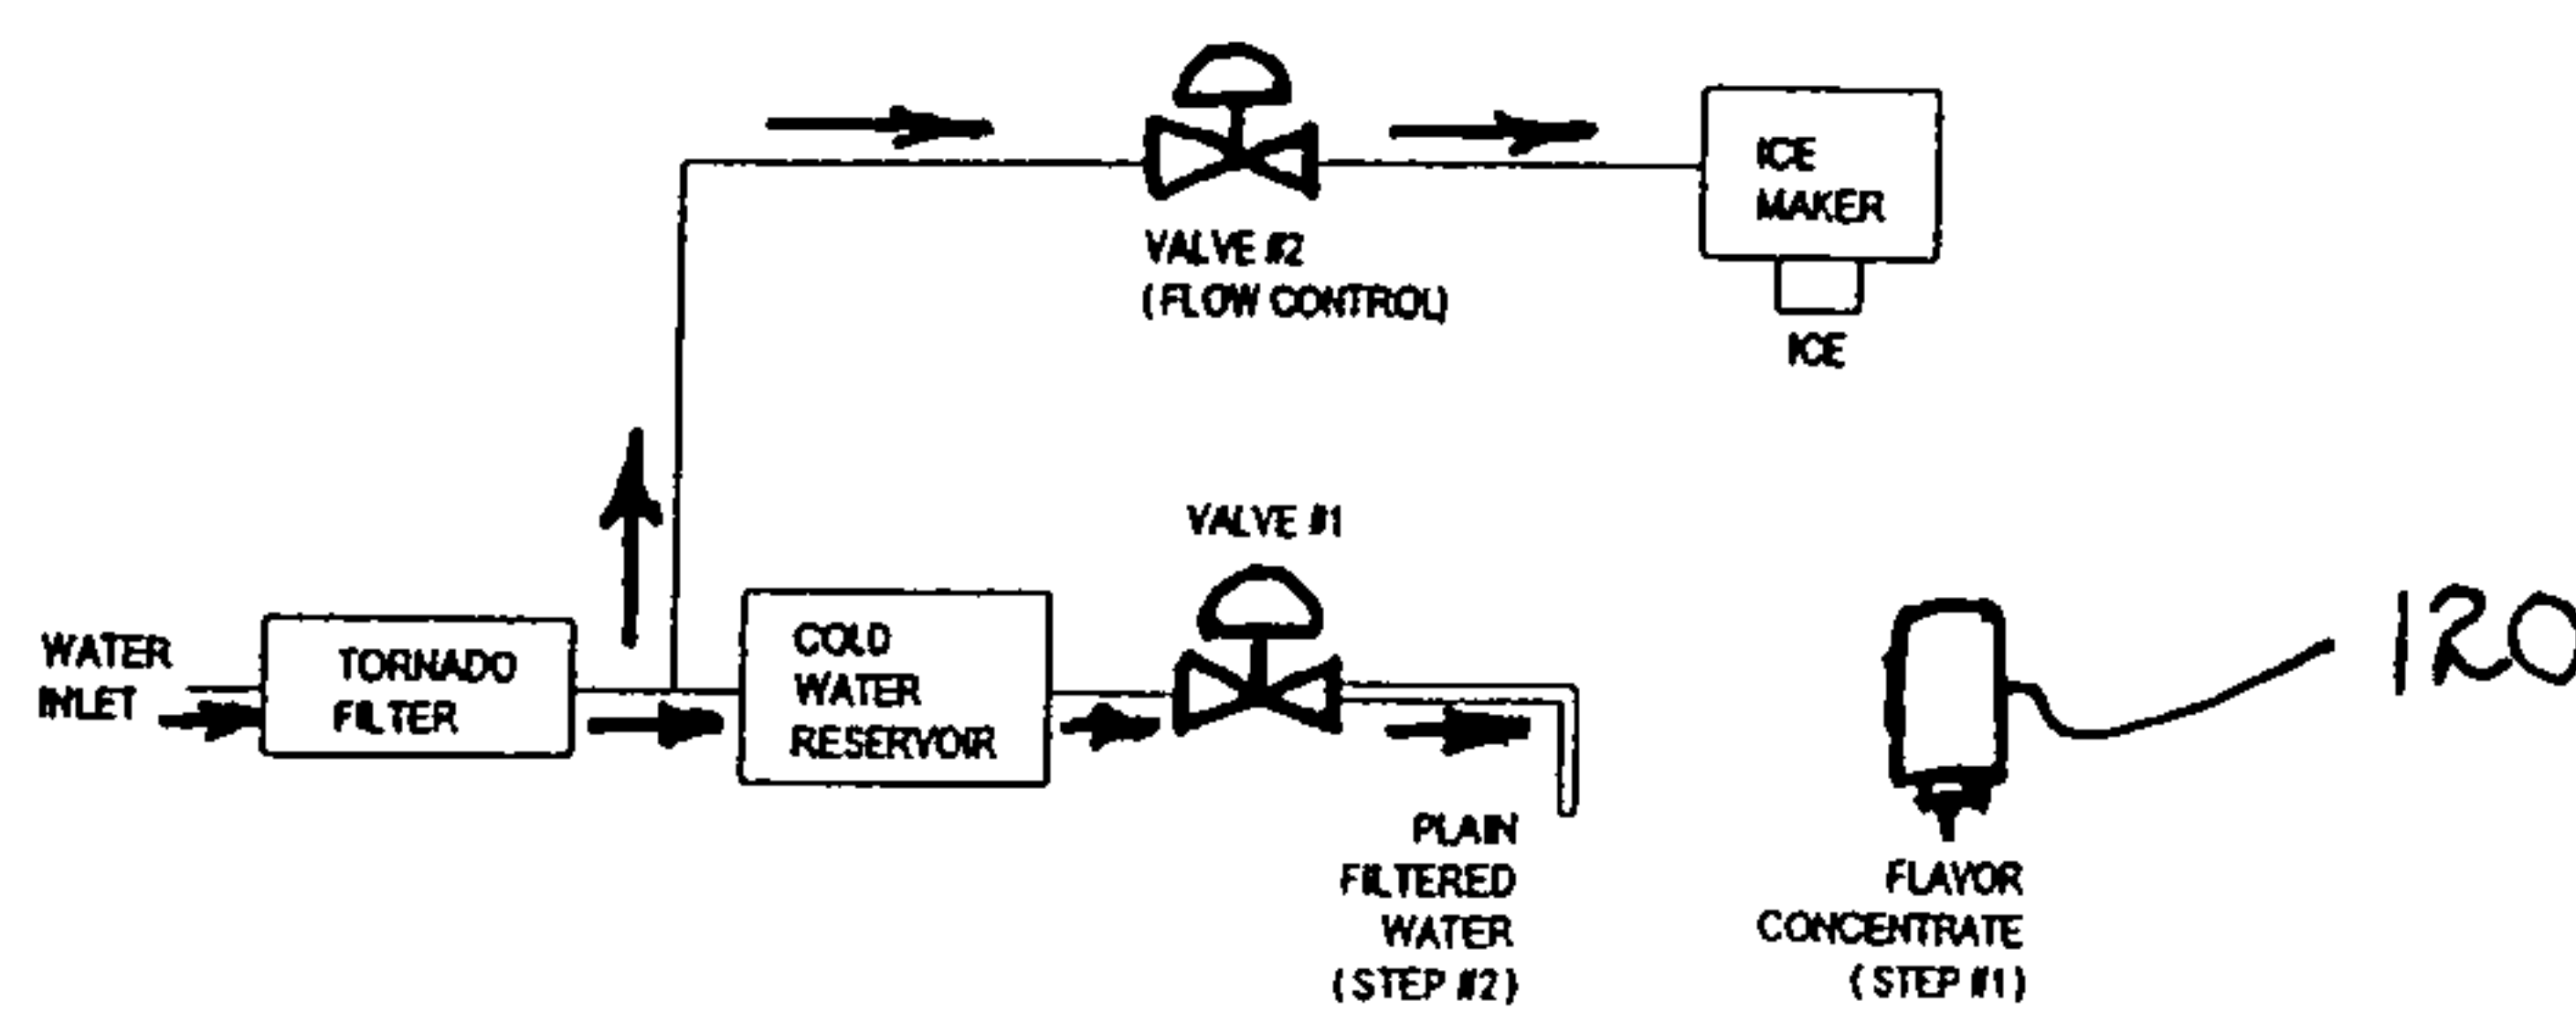 ICE
MAKER
VALVE #2
(FLOW CONTROL)
ICE
VALVE #1
WATER
INLET
TORNADO
FILTER
COLD
WATER
RESERVOIR
120
PLAIN
FILTERED
WATER
(STEP #2)
FLAVOR
CONCENTRATE
(STEP #1)